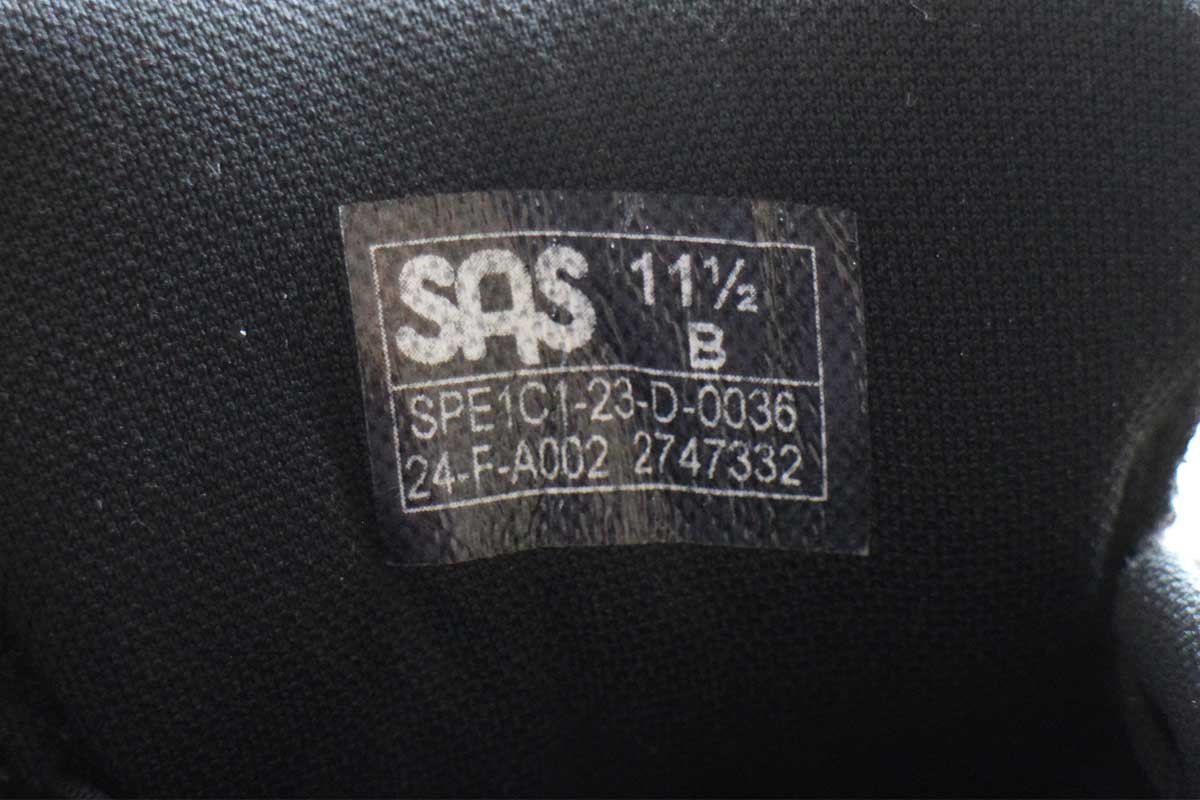 SAS 11½
B
SPE1C1-23-D-0036
24-F-A002 2747332